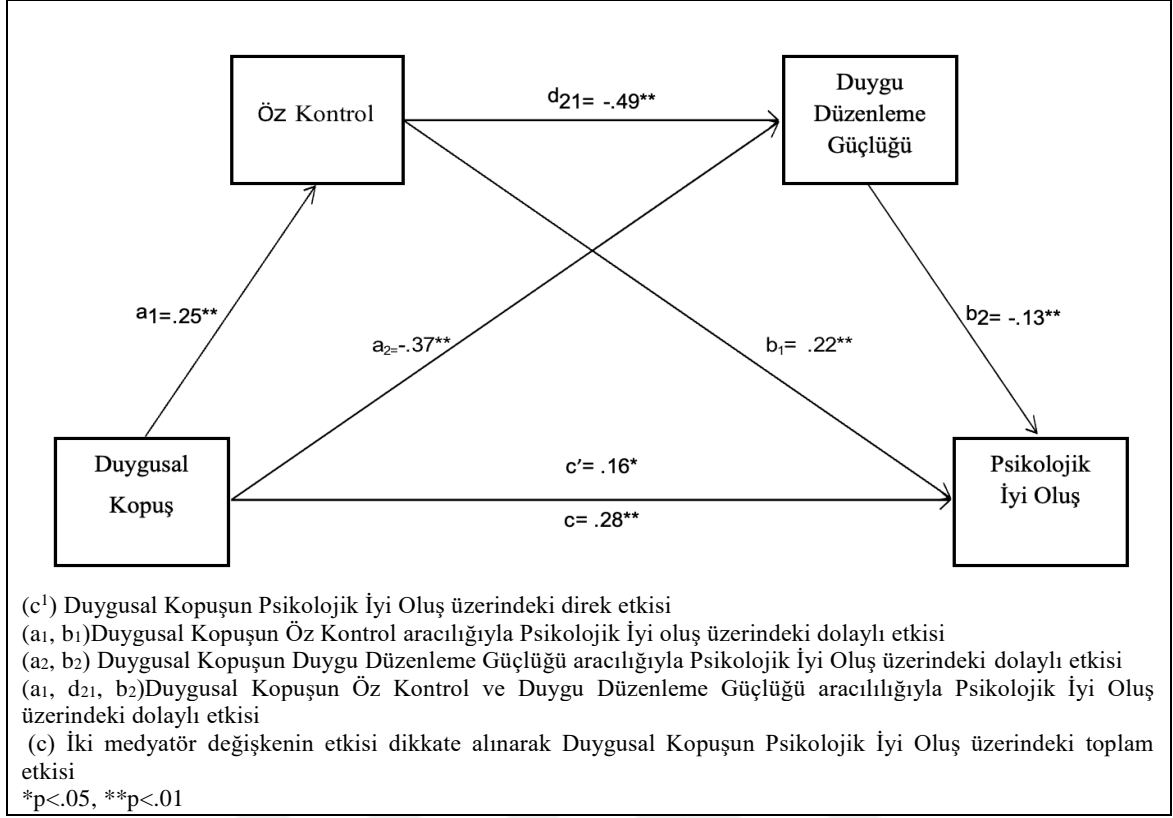 Öz Kontrol
d21= -.49**
Duygu
Düzenleme
Güçlüğü
a1=.25**
a2=-.37**
b1= .22**
b2= -.13**
Duygusal
Kopuş
c′= .16*
c= .28**
Psikolojik
İyi Oluş
(c¹) Duygusal Kopuşun Psikolojik İyi Oluş üzerindeki direk etkisi
(a1, b1)Duygusal Kopuşun Öz Kontrol aracılığıyla Psikolojik İyi oluş üzerindeki dolaylı etkisi
(a2, b2) Duygusal Kopuşun Duygu Düzenleme Güçlüğü aracılığıyla Psikolojik İyi Oluş üzerindeki dolaylı etkisi
(a1, d21, b2)Duygusal Kopuşun Öz Kontrol ve Duygu Düzenleme Güçlüğü aracılılığıyla Psikolojik İyi Oluş
üzerindeki dolaylı etkisi
(c) İki medyatör değişkenin etkisi dikkate alınarak Duygusal Kopuşun Psikolojik İyi Oluş üzerindeki toplam
etkisi
*p<.05, **p<.01